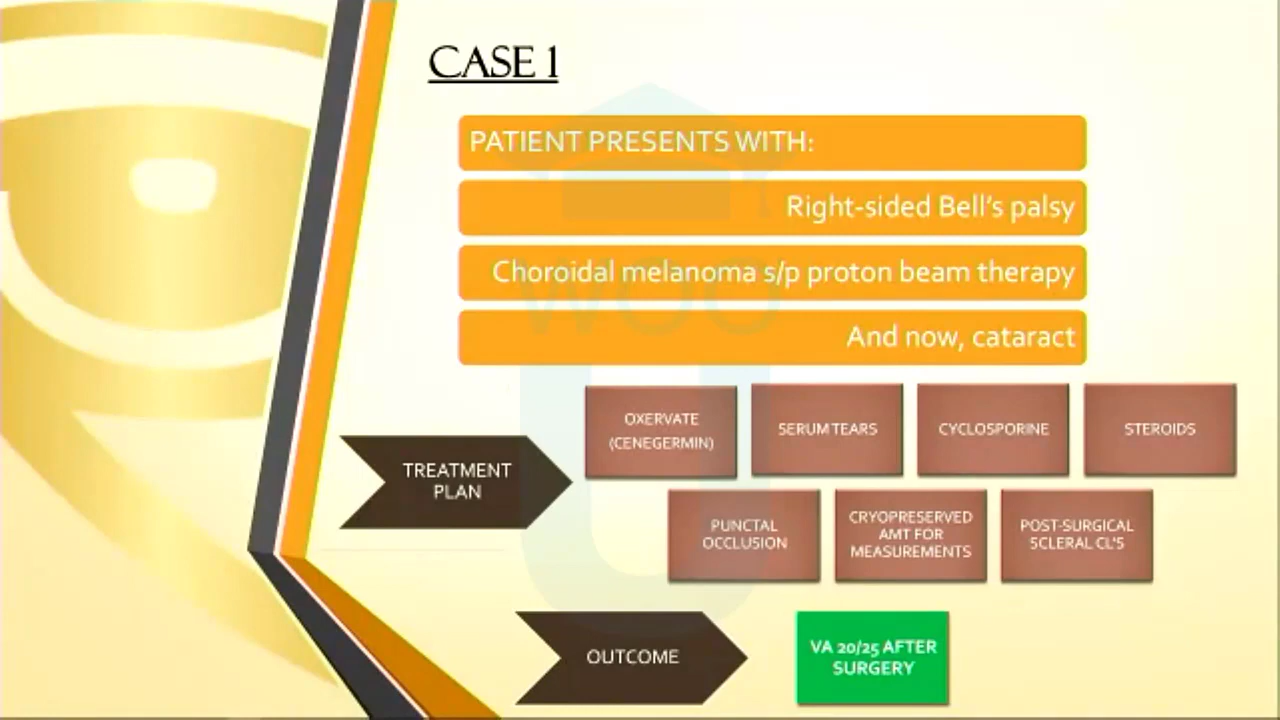 CASE 1
PATIENT PRESENTS WITH:
Right-sided Bell's palsy
Choroidal melanoma s/p proton beam therapy
And now, cataract
TREATMENT
PLAN
OXERVATE
(CENEGERMIN)
SERUM TEARS
CYCLOSPORINE
STEROIDS
PUNCTAL
OCCLUSION
CRYOPRESERVED
AMT FOR
MEASUREMENTS
POST-SURGICAL
SCLERAL CL'S
OUTCOME
VA 20/25 AFTER
SURGERY
WOO
U